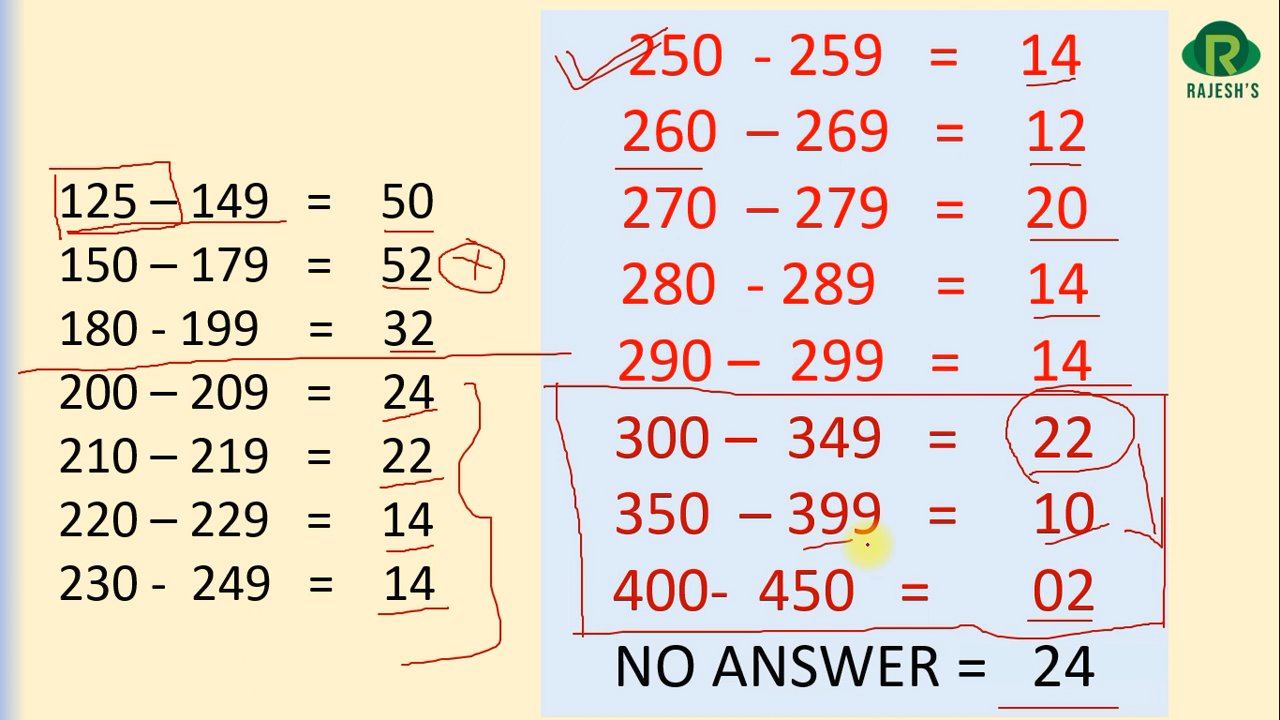 125 – 149 = 50
150 – 179 = 52
180 - 199 = 32
200 – 209 = 24
210 – 219 = 22
220 – 229 = 14
230 - 249 = 14
250 - 259 = 14
260 – 269 = 12
270 – 279 = 20
280 - 289 = 14
290 – 299 = 14
300 – 349 = 22
350 – 399 = 10
400- 450 = 02
NO ANSWER = 24
R
RAJESH'S